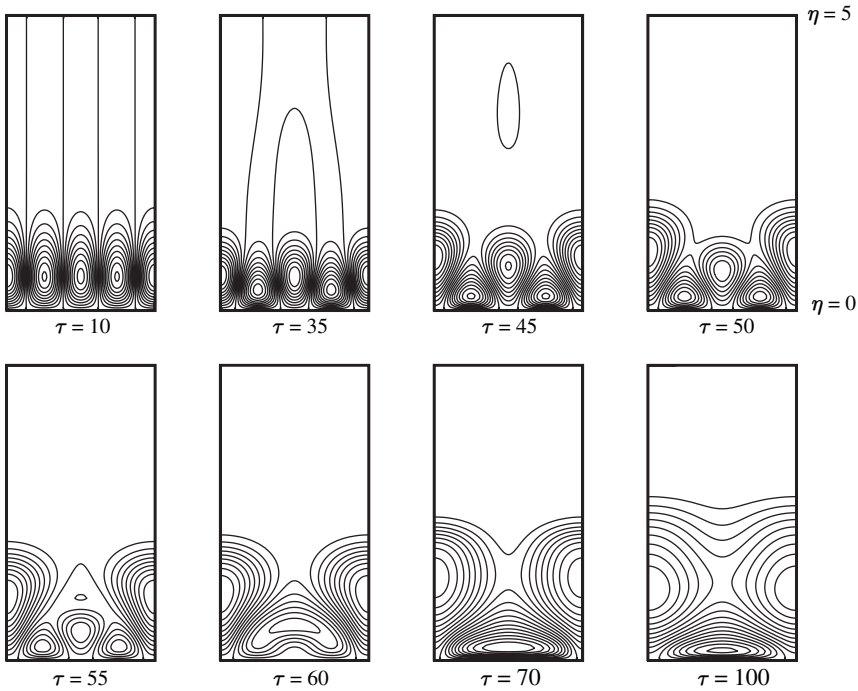 η = 5
η = 0
τ = 10
τ = 35
τ = 45
τ = 50
τ = 55
τ = 60
τ = 70
τ = 100